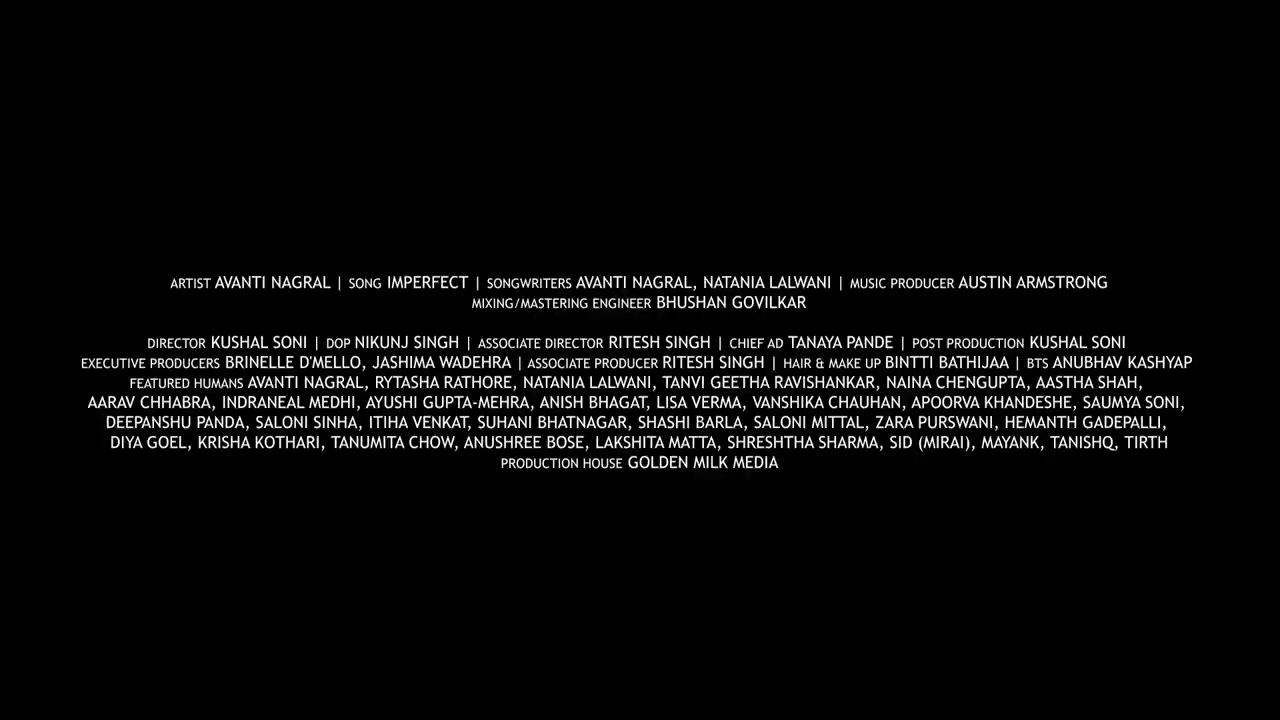 ARTIST AVANTI NAGRAL | SONG IMPERFECT | SONGWRITERS AVANTI NAGRAL, NATANIA LALWANI | MUSIC PRODUCER AUSTIN ARMSTRONG
MIXING/MASTERING ENGINEER BHUSHAN GOVILKAR
DIRECTOR KUSHAL SONI | DOP NIKUNJ SINGH | ASSOCIATE DIRECTOR RITESH SINGH | CHIEF AD TANAYA PANDE | POST PRODUCTION KUSHAL SONI
EXECUTIVE PRODUCERS BRINELLE D'MELLO, JASHIMA WADEHRA | ASSOCIATE PRODUCER RITESH SINGH | HAIR & MAKE UP BINTTI BATHIJAA | BTS ANUBHAV KASHYAP
FEATURED HUMANS AVANTI NAGRAL, RYTASHA RATHORE, NATANIA LALWANI, TANVI GEETHA RAVISHANKAR, NAINA CHENGUPTA, AASTHA SHAH,
AARAV CHHABRA, INDRANEAL MEDHI, AYUSHI GUPTA-MEHRA, ANISH BHAGAT, LISA VERMA, VANSHIKA CHAUHAN, APOORVA KHANDESHE, SAUMYA SONI,
DEEPANSHU PANDA, SALONI SINHA, ITIHA VENKAT, SUHANI BHATNAGAR, SHASHI BARLA, SALONI MITTAL, ZARA PURSWANI, HEMANTH GADEPALLI,
DIYA GOEL, KRISHA KOTHARI, TANUMITA CHOW, ANUSHREE BOSE, LAKSHITA MATTA, SHRESHTHA SHARMA, SID (MIRAI), MAYANK, TANISHQ, TIRTH
PRODUCTION HOUSE GOLDEN MILK MEDIA